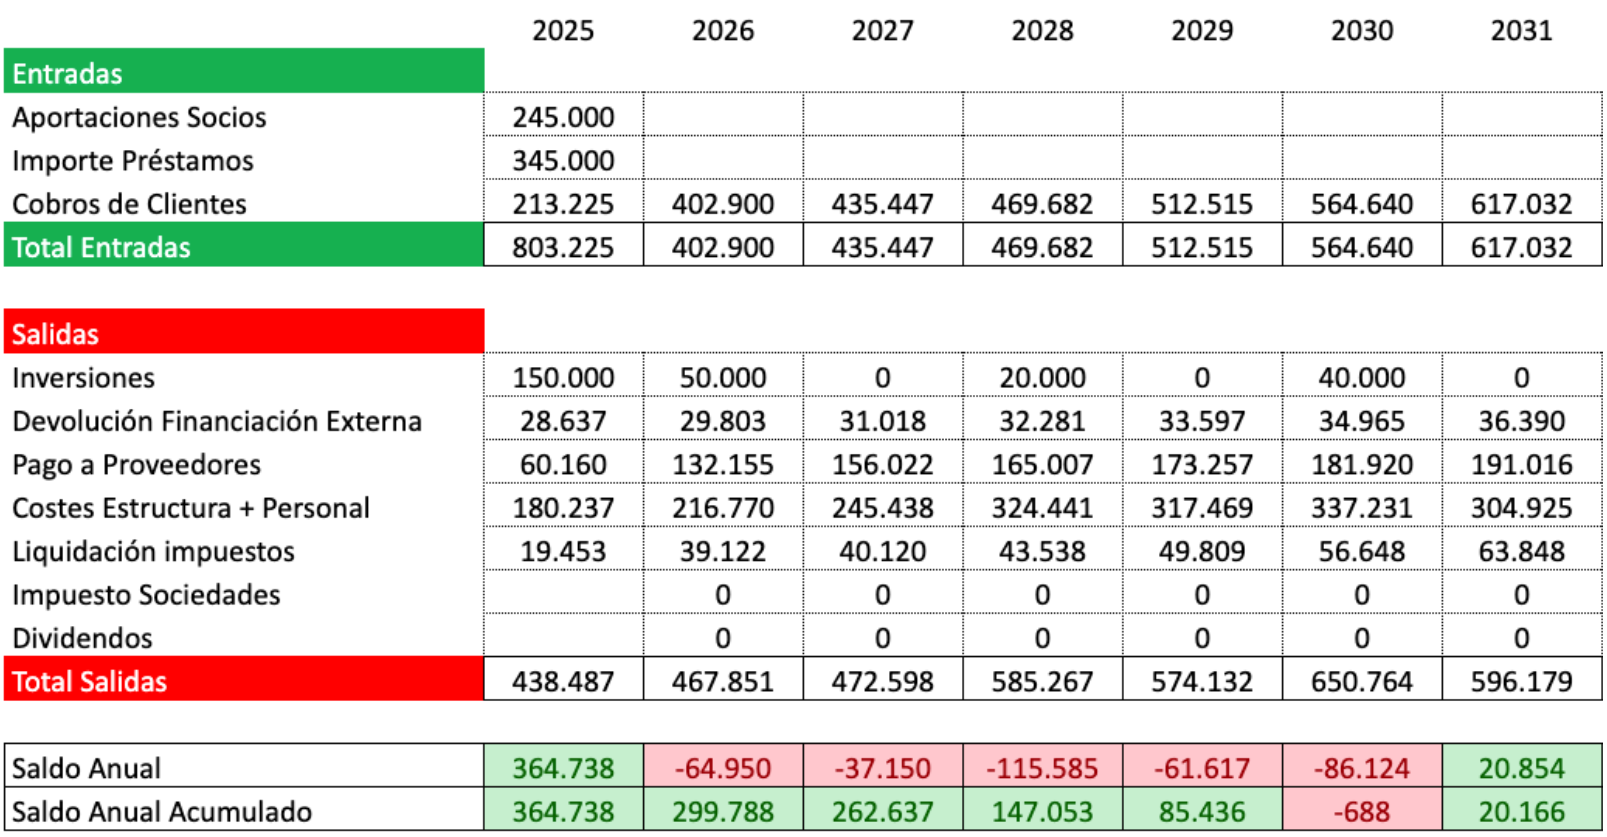 2025 2026 2027 2028 2029 2030 2031
Entradas
Aportaciones Socios 245.000
Importe Préstamos 345.000
Cobros de Clientes 213.225 402.900 435.447 469.682 512.515 564.640 617.032
Total Entradas 803.225 402.900 435.447 469.682 512.515 564.640 617.032
Salidas
Inversiones 150.000 50.000 0 20.000 0 40.000 0
Devolución Financiación Externa 28.637 29.803 31.018 32.281 33.597 34.965 36.390
Pago a Proveedores 60.160 132.155 156.022 165.007 173.257 181.920 191.016
Costes Estructura + Personal 180.237 216.770 245.438 324.441 317.469 337.231 304.925
Liquidación impuestos 19.453 39.122 40.120 43.538 49.809 56.648 63.848
Impuesto Sociedades 0 0 0 0 0 0
Dividendos 0 0 0 0 0 0
Total Salidas 438.487 467.851 472.598 585.267 574.132 650.764 596.179
Saldo Anual 364.738 -64.950 -37.150 -115.585 -61.617 -86.124 20.854
Saldo Anual Acumulado 364.738 299.788 262.637 147.053 85.436 -688 20.166